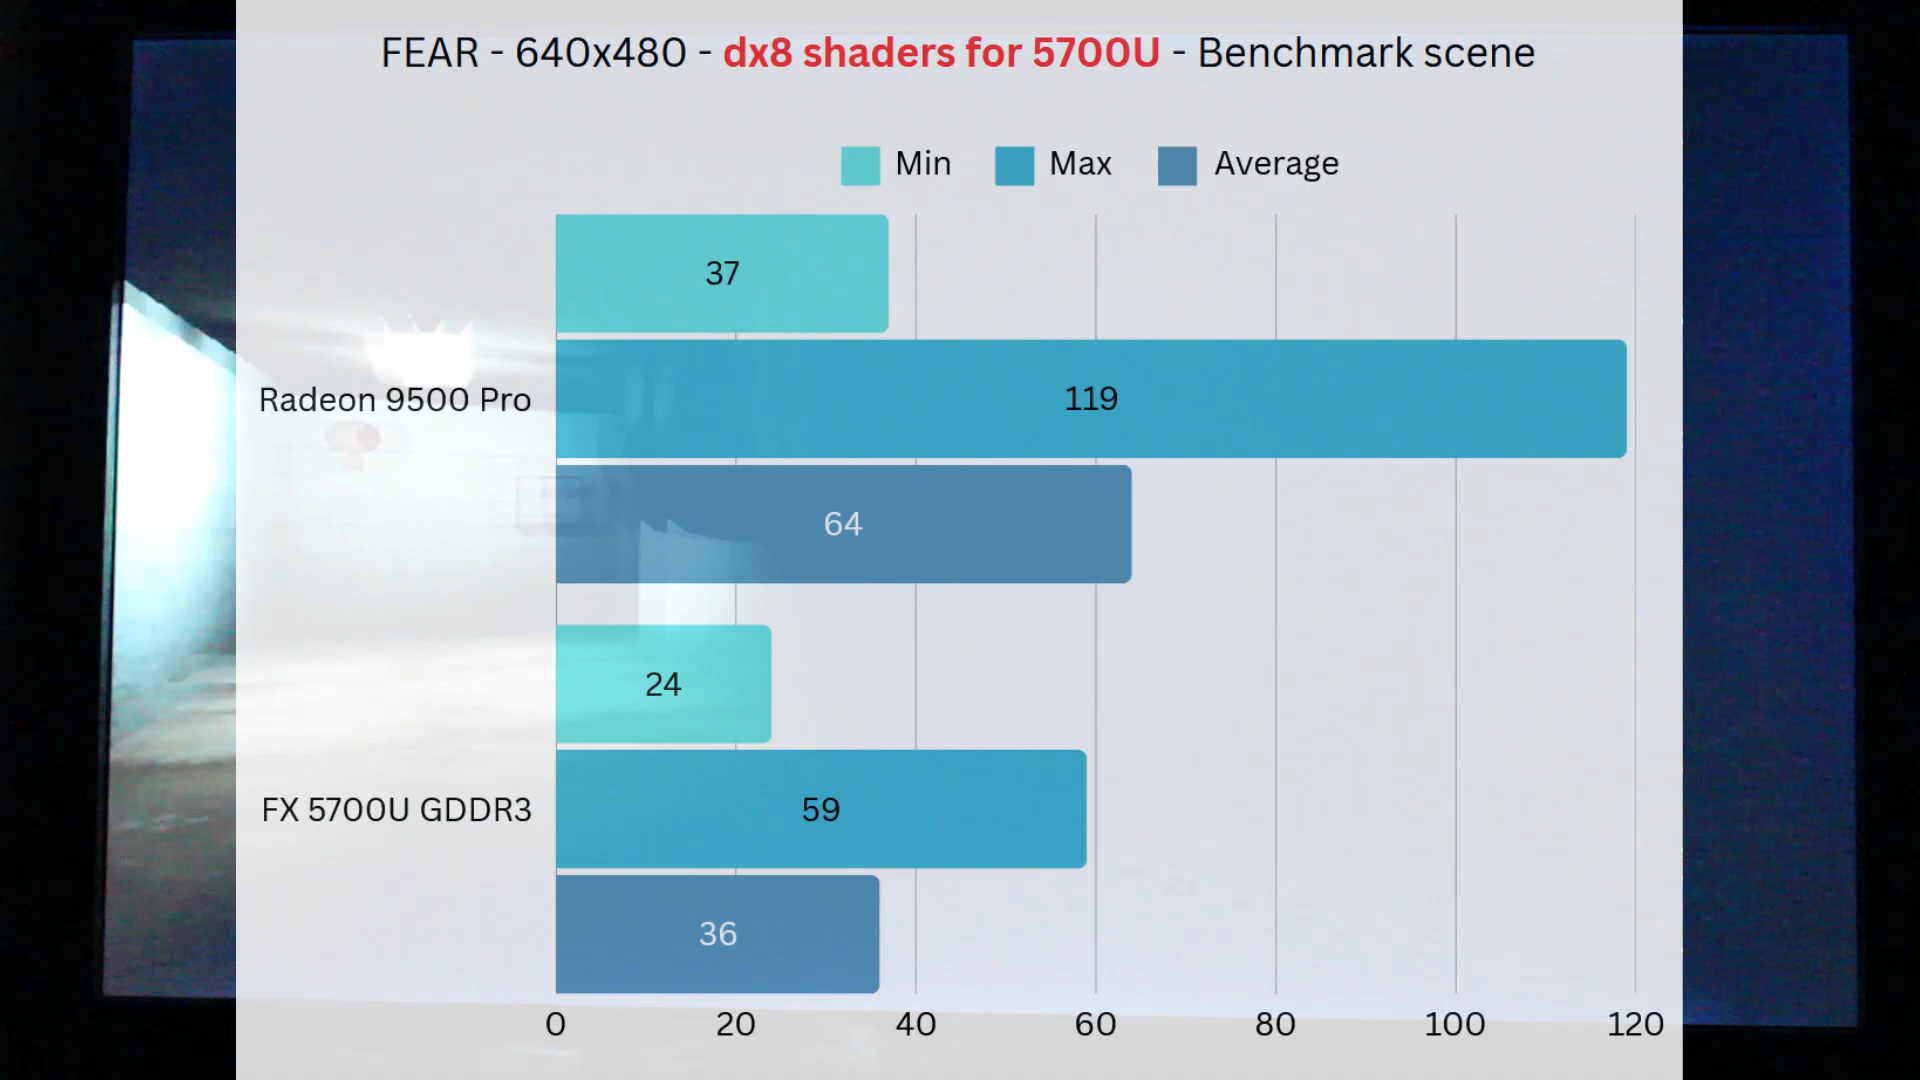 FEAR - 640x480 - dx8 shaders for 5700U - Benchmark scene
Min Max Average
37
Radeon 9500 Pro 119
64
24
FX 5700U GDDR3 59
36
0 20 40 60 80 100 120